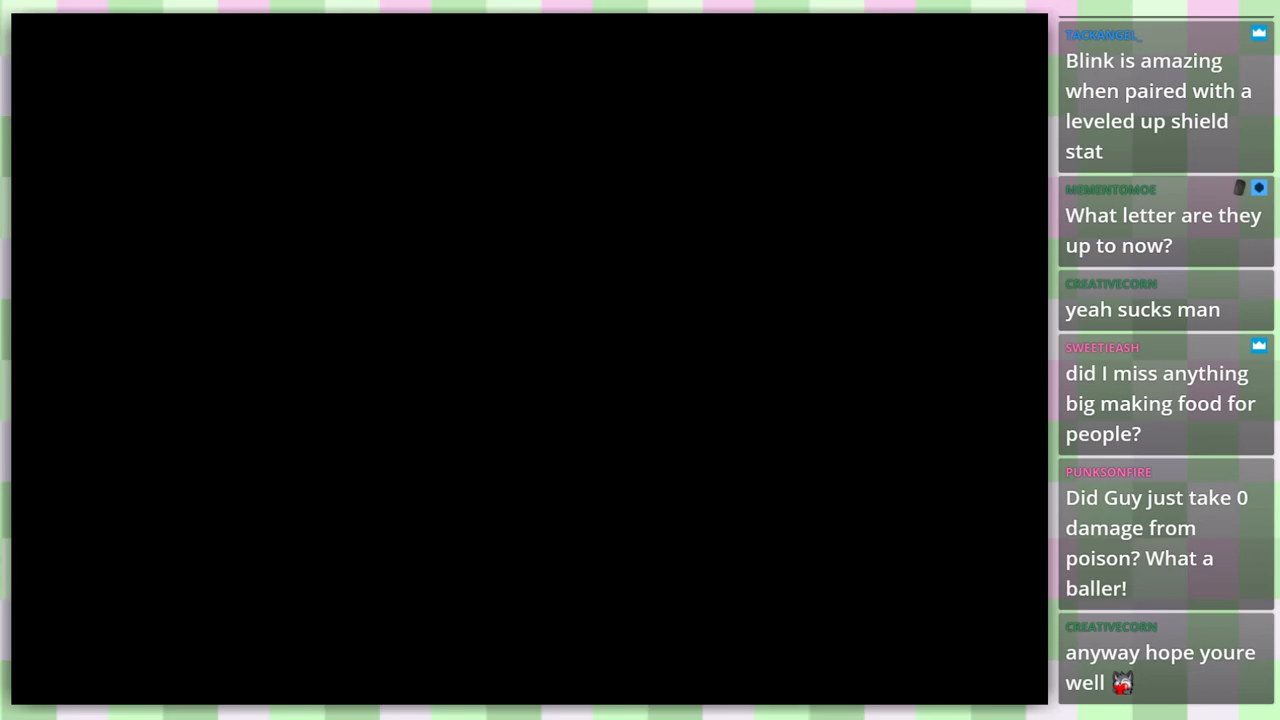 TACKANGEL_
Blink is amazing
when paired with a
leveled up shield
stat
MEMENTOMOE
What letter are they
up to now?
CREATIVECORN
yeah sucks man
SWEETIEASH
did I miss anything
big making food for
people?
PUNKSONFIRE
Did Guy just take 0
damage from
poison? What a
baller!
CREATIVECORN
anyway hope youre
well